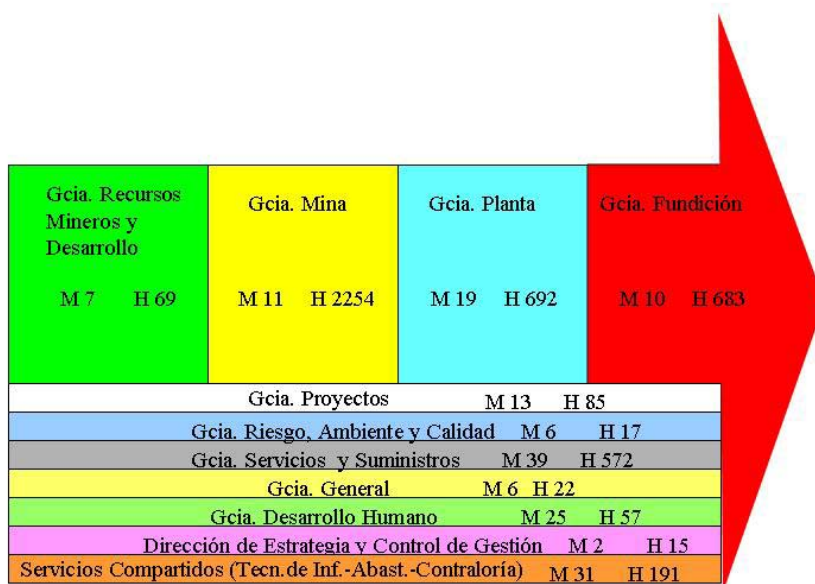 Gcia. Recursos
Mineros y
Desarrollo
M 7 H 69
Gcia. Mina
M 11 H 2254
Gcia. Planta
M 19 H 692
Gcia. Fundición
M 10 H 683
Gcia. Proyectos M 13 H 85
Gcia. Riesgo, Ambiente y Calidad M 6 H 17
Gcia. Servicios y Suministros M 39 H 572
Gcia. General M 6 H 22
Gcia. Desarrollo Humano M 25 H 57
Dirección de Estrategia y Control de Gestión M 2 H 15
Servicios Compartidos (Tecn.de Inf.-Abast.-Contraloría) M 31 H 191